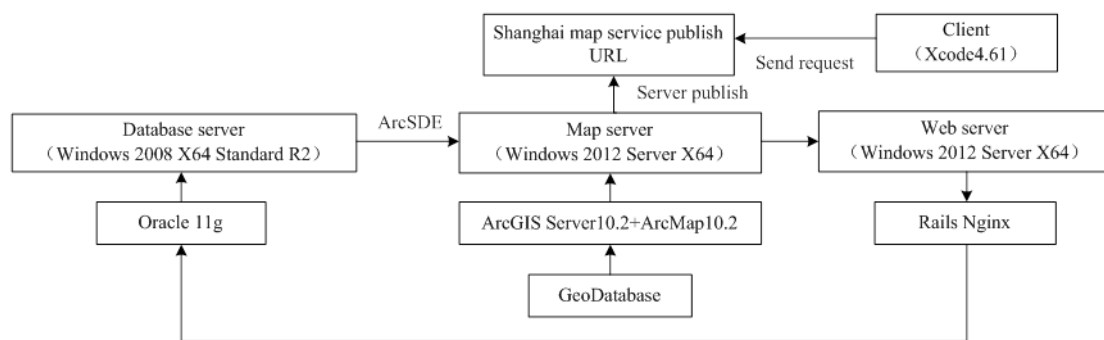 Shanghai map service publish
URL
Client
（Xcode4.61）
Send request
Server publish
Database server
（Windows 2008 X64 Standard R2）
ArcSDE
Map server
（Windows 2012 Server X64）
Web server
（Windows 2012 Server X64）
Oracle 11g
ArcGIS Server10.2+ArcMap10.2
Rails Nginx
GeoDatabase